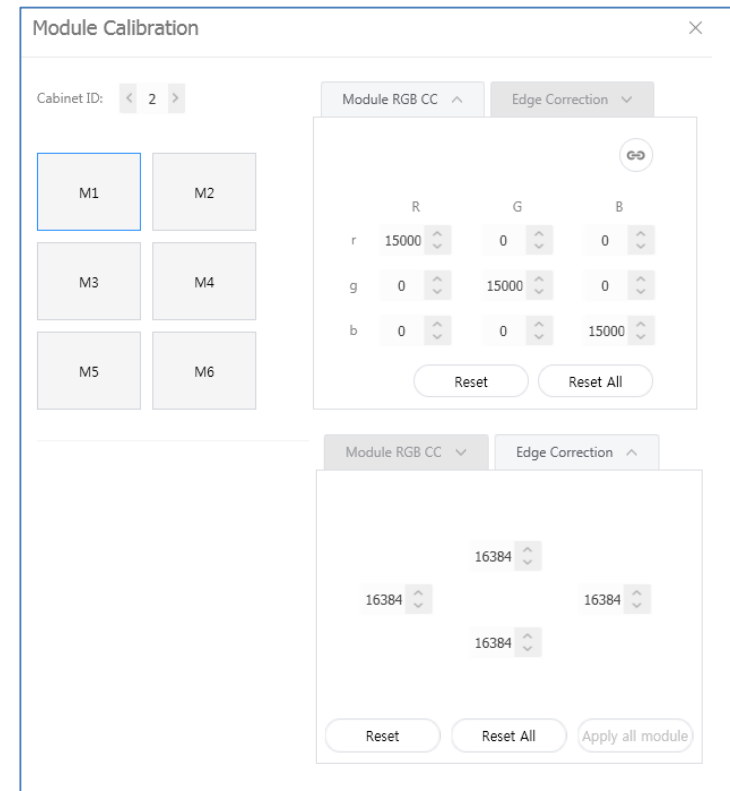 Module Calibration
Cabinet ID: < 2 >
Module RGB CC
Edge Correction
M1 M2
M3 M4
M5 M6
R G B
r 15000 0 0
g 0 15000 0
b 0 0 15000
Reset Reset All
Module RGB CC
Edge Correction
16384
16384 16384
16384
Reset Reset All Apply all module